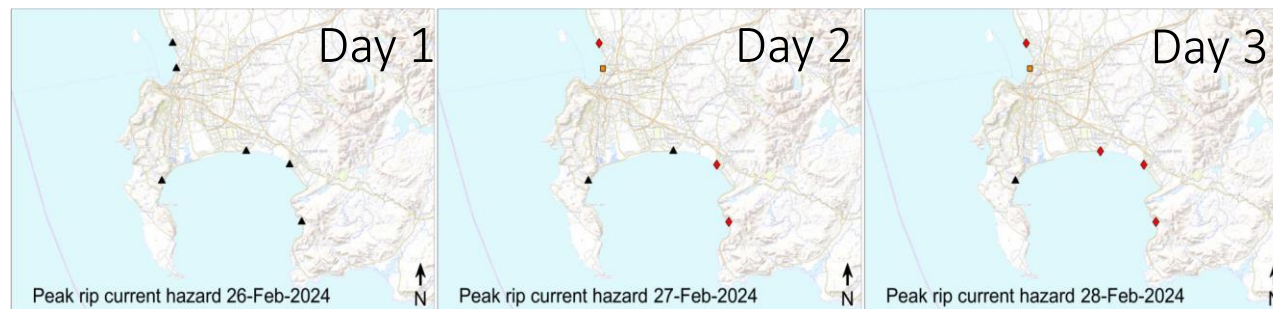 Day 1
Peak rip current hazard 26-Feb-2024
N
Day 2
Peak rip current hazard 27-Feb-2024
N
Day 3
Peak rip current hazard 28-Feb-2024
N